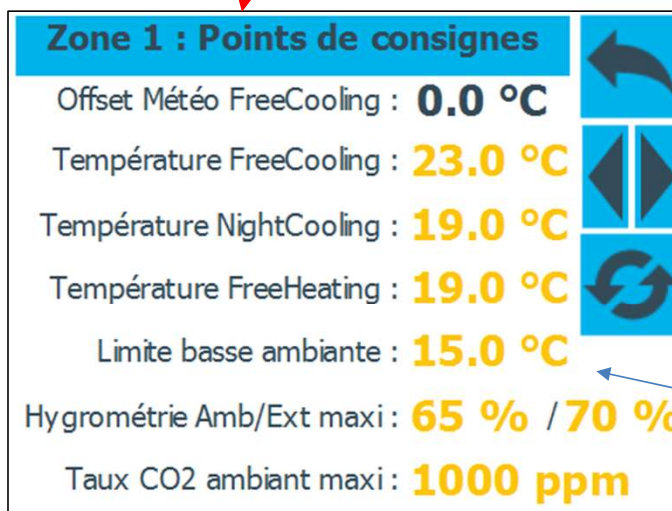 Zone 1 : Points de consignes
Offset Météo FreeCooling : 0.0 °C
Température FreeCooling : 23.0 °C
Température NightCooling : 19.0 °C
Température FreeHeating : 19.0 °C
Limite basse ambiante : 15.0 °C
Hygrométrie Amb/Ext maxi : 65 % / 70 %
Taux CO2 ambiant maxi : 1000 ppm